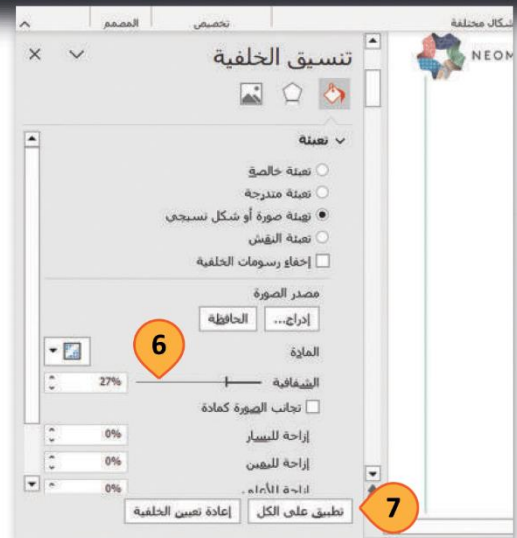 أشكال مختلفة
تخصيص
المصمم
NEOM
تنسيق الخلفية
تعبئة
تعبئة خالصة
تعبئة متدرجة
تعبئة صورة أو شكل نسيجي
تعبئة النقش
إخفاء رسومات الخلفية
مصدر الصورة
إدراج... الحافظة
المادة
6
الشفافية 27%
تجانب الصورة كمادة
إزاحة لليسار 0%
إزاحة لليمين 0%
إزاحة للأعلى 0%
تطبيق على الكل إعادة تعيين الخلفية
7